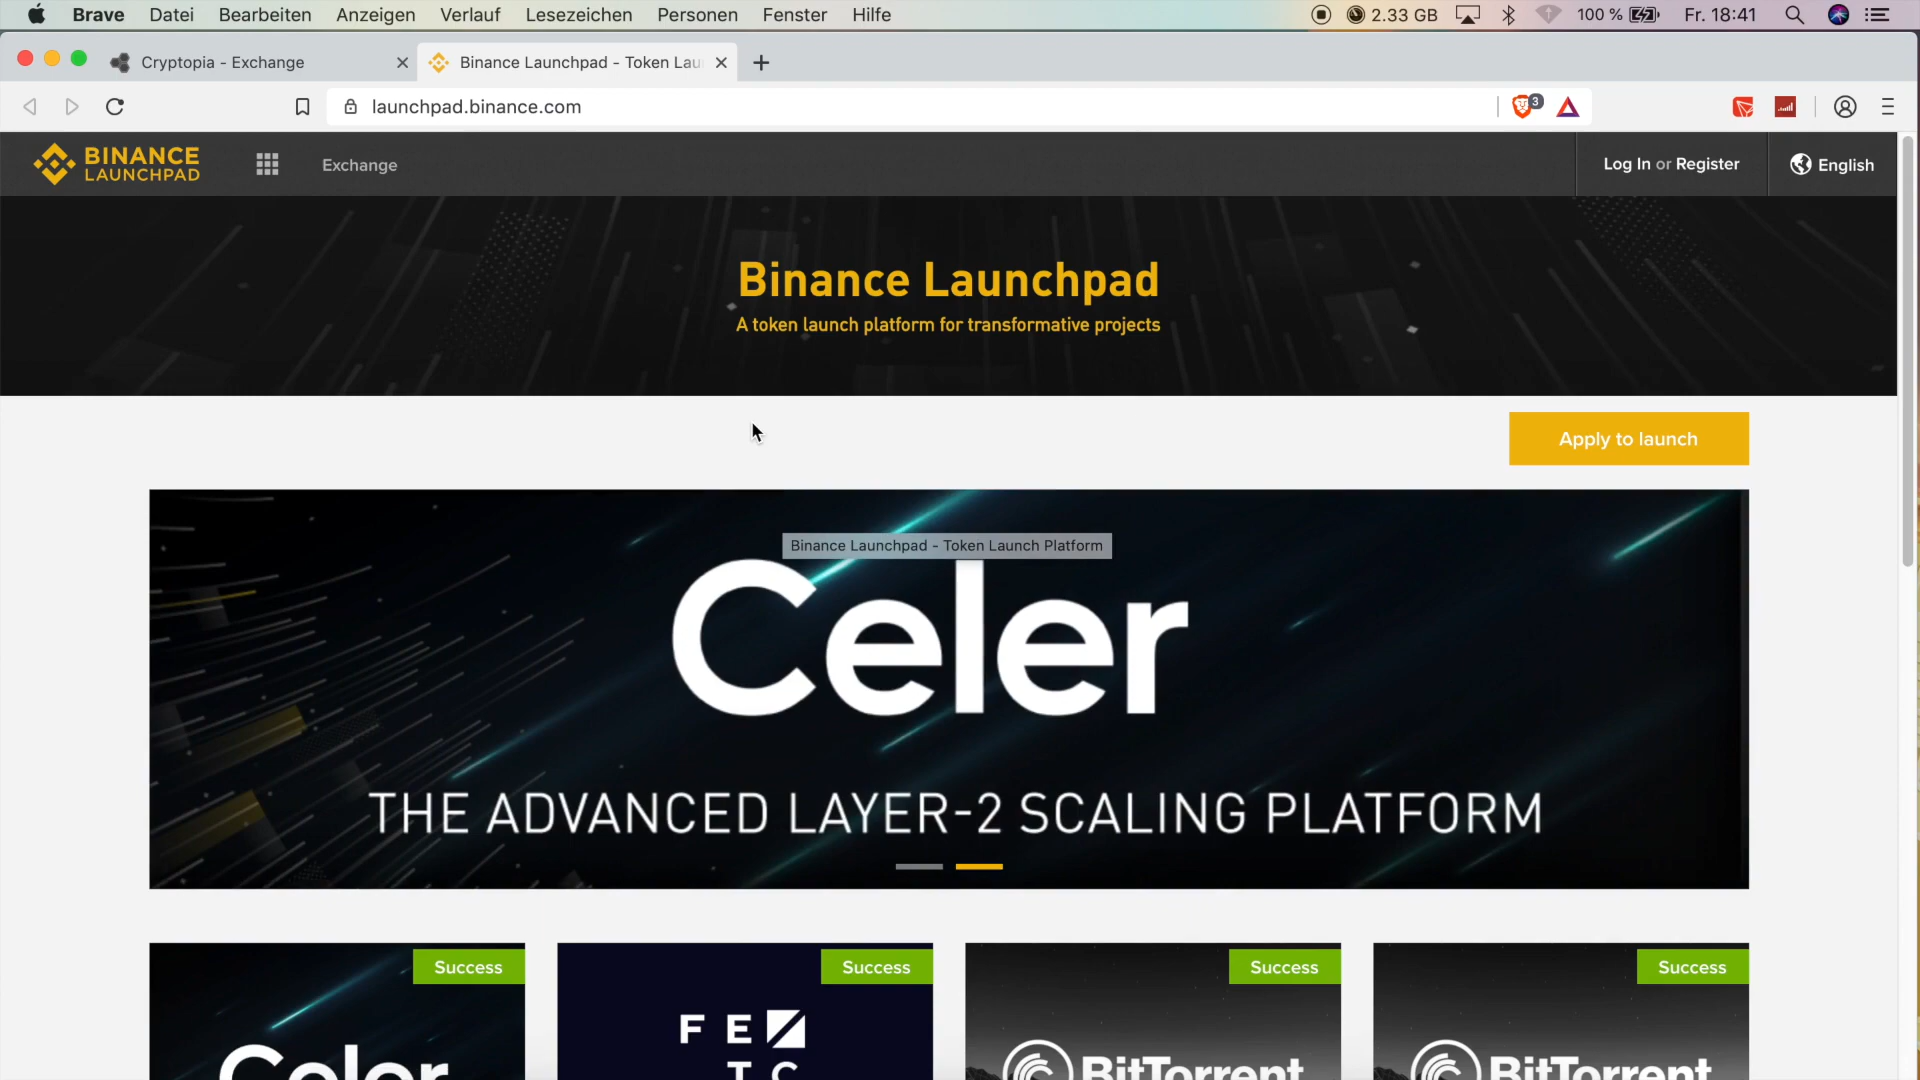 Brave Datei Bearbeiten Anzeigen Verlauf Lesezeichen Personen Fenster Hilfe 2.33 GB 100 % Fr. 18:41
Cryptopia - Exchange Binance Launchpad - Token Lau
launchpad.binance.com 3
BINANCE
LAUNCHPAD
Exchange
Log In or Register
English
Binance Launchpad
A token launch platform for transformative projects
Apply to launch
Binance Launchpad - Token Launch Platform
Celer
THE ADVANCED LAYER-2 SCALING PLATFORM
Success Success Success Success
Celer
FE
TC
BitTorrent
BitTorrent